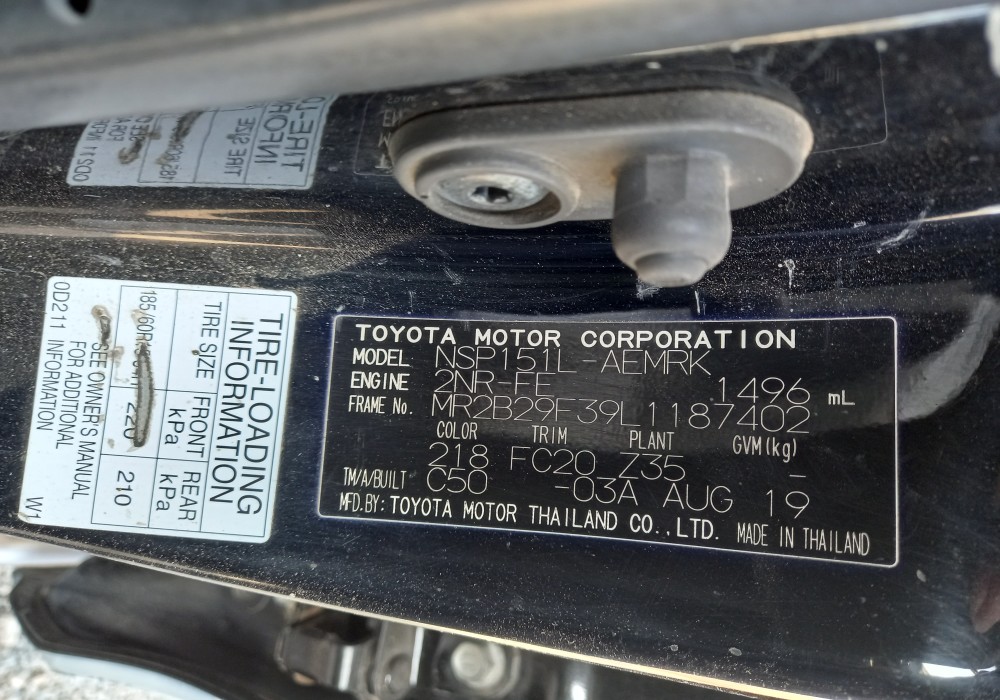 TIRE-LOADING
INFORMATION
TIRE SIZE FRONT REAR
kPa kPa
210
SEE OWNER'S MANUAL
FOR ADDITIONAL
INFORMATION
0D211 W1
TOYOTA MOTOR CORPORATION
MODEL NSP151L-AEMRK
ENGINE 2NR-FE 1496 mL
FRAME No. MR2B29F39L1187402
COLOR TRIM PLANT GVM(kg)
218 FC20 Z35 -
TM/A/BUILT C50 -03A AUG 19
MFD.BY: TOYOTA MOTOR THAILAND CO.,LTD. MADE IN THAILAND